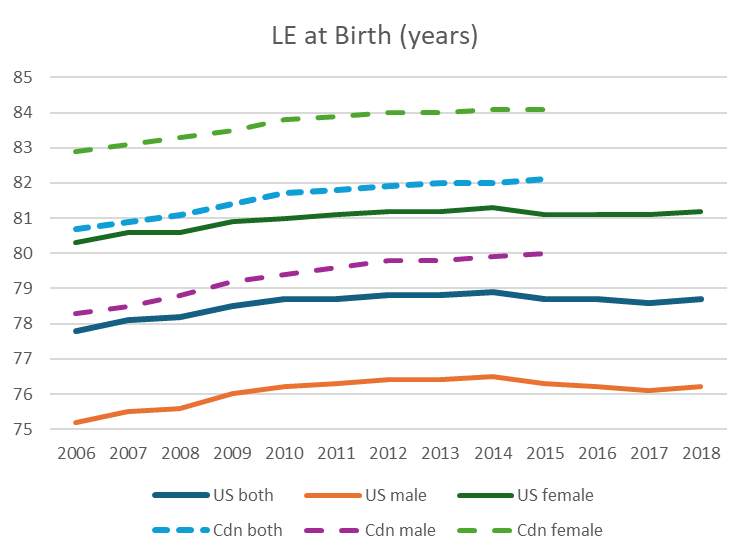 LE at Birth (years)
85
84
83
82
81
80
79
78
77
76
75
2006 2007 2008 2009 2010 2011 2012 2013 2014 2015 2016 2017 2018
US both US male US female
Cdn both Cdn male Cdn female